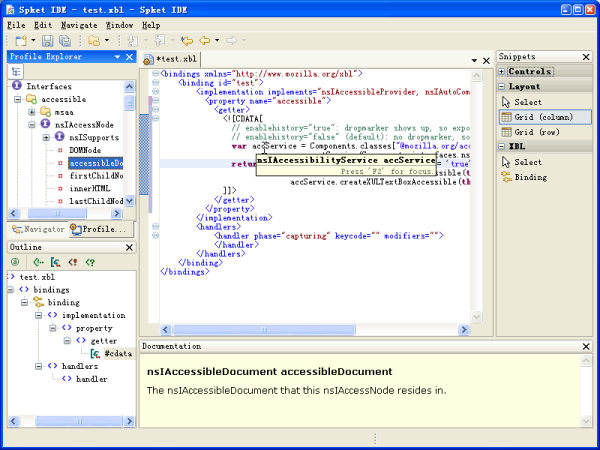 Spket IDE - test.xbl - Spket IDE
File Edit Navigate Window Help
Profile Explorer
Interfaces
accessible
msaa
nsIAccessNode
nsISupports
DOMNode
accessibleDo
firstChildNo
innerHTML
lastChildNod
Navigator Profile...
Outline
test.xbl
bindings
binding
implementation
property
getter
#cdata
handlers
handler
*test.xbl
<bindings xmlns="http://www.mozilla.org/xbl">
<binding id="test">
<implementation implements="nsIAccessibleProvider, nsIAutoCom
<property name="accessible">
<getter>
<![CDATA[
// enablehistory="true", dropmarker shows up, so expo
// enablehistory="false" (default): no dropmarker, so
var accService = Components.classes["@mozilla.org/acc
faces.ns
nsIAccessibilityService accService
return
= 'true'
Press 'F2' for focus.
essible(t
accService.createXULTextBoxAccessible(th
]]>
</getter>
</property>
</implementation>
<handlers>
<handler phase="capturing" keycode="" modifiers="">
</handler>
</handlers>
</binding>
</bindings>
Snippets
Controls
Layout
Select
Grid (column)
Grid (row)
XBL
Select
Binding
Documentation
nsIAccessibleDocument accessibleDocument
The nsIAccessibleDocument that this nsIAccessNode resides in.